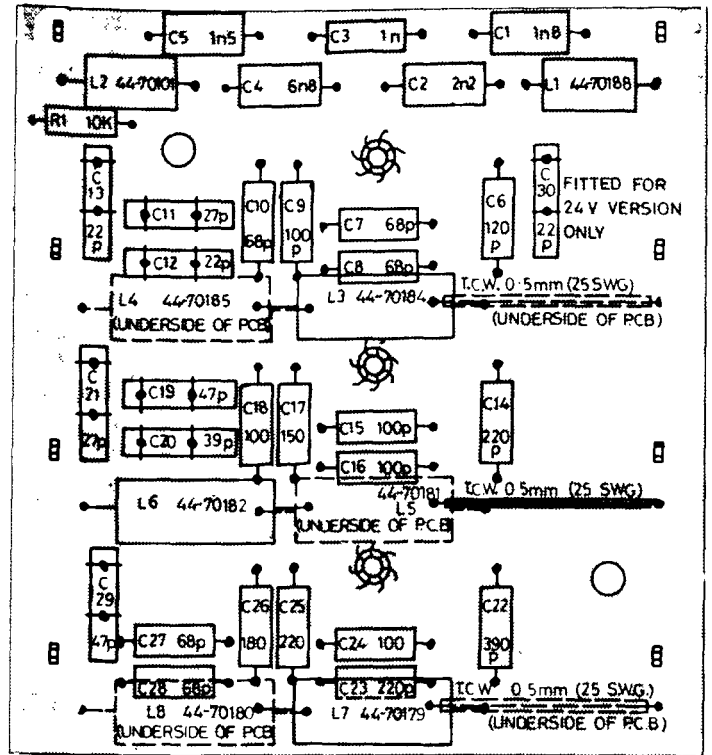 C5 1n5
C3 1n
C1 1n8
L2 44-70101
C4 6n8
C2 2n2
L1 44-70188
R1 10K
C 13 22 P
C11 27p
C12 22p
C10 68p
C9 100 P
C7 68p
C8 68p
C6 120 P
C 30 22 P
FITTED FOR
24V VERSION
ONLY
L4 44-70185
(UNDERSIDE OF PCB)
L3 44-70184
T.C.W. 0.5mm (25 SWG)
(UNDERSIDE OF P.C.B)
C 21 27p
C19 47p
C20 39p
C18 100
C17 150
C15 100p
C16 100p
C14 220 P
L6 44-70182
44-70181
L5
(UNDERSIDE OF P.C.B)
T.C.W. 0.5mm (25 SWG)
C 29 47p
C27 68p
C28 68p
C26 180
C25 220
C24 100
C23 220p
C22 390 P
L8 44-70180
(UNDERSIDE OF PCB)
L7 44-70179
T.C.W 0.5mm (25 SWG.)
(UNDERSIDE OF P.C.B)